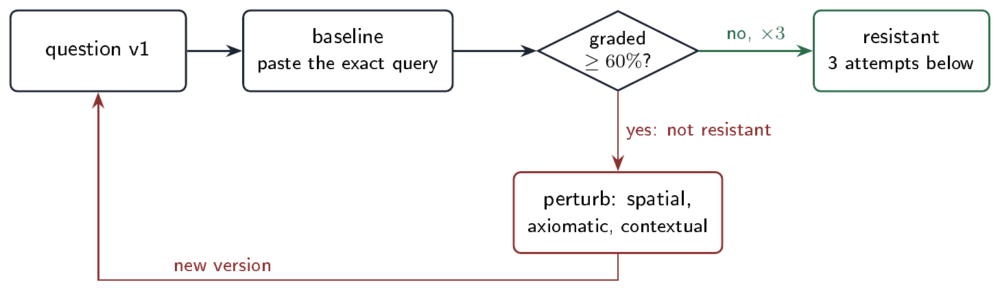 question v1
baseline
paste the exact query
graded
≥ 60%?
no, ×3
resistant
3 attempts below
yes: not resistant
perturb: spatial,
axiomatic, contextual
new version